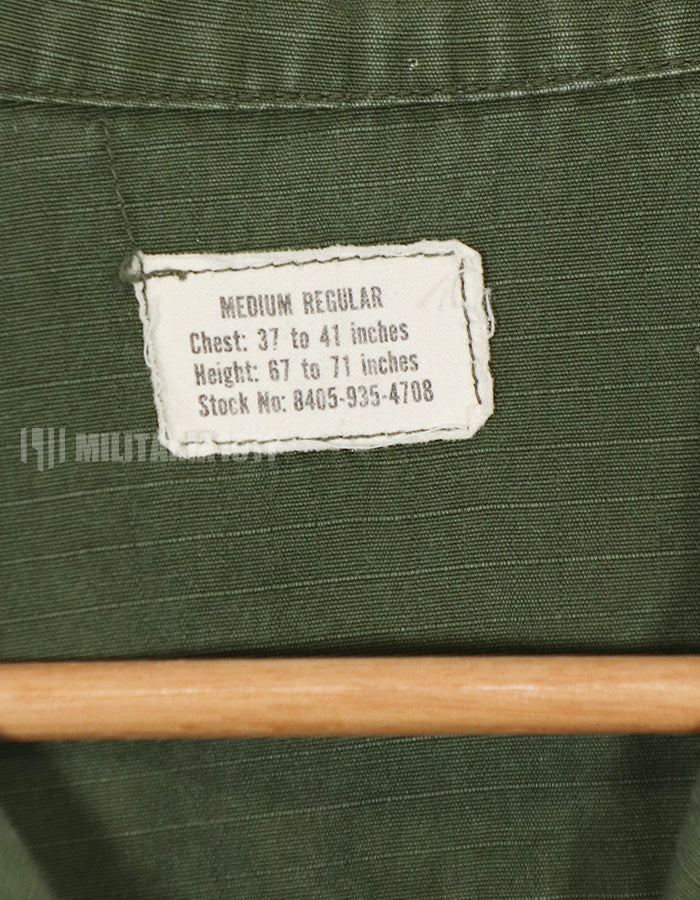 MEDIUM REGULAR
Chest: 37 to 41 inches
Height: 67 to 71 inches
Stock No: 8405-935-4708